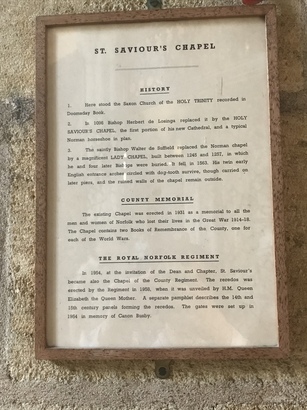 ST. SAVIOUR'S CHAPEL
HISTORY
1. Here stood the Saxon Church of the HOLY TRINITY recorded in
Domesday Book.
2. In 1096 Bishop Herbert de Losinga replaced it by the HOLY
SAVIOUR'S CHAPEL, the first portion of his new Cathedral, and a typical
Norman horseshoe in plan.
3. The saintly Bishop Walter de Suffield replaced the Norman chapel
by a magnificent LADY CHAPEL, built between 1245 and 1257, in which
he and four later Bishops were buried. It fell in
early
English entrance arches circled with dog-tooth survive, though carried on
later piers, and the ruined walls of the chapel remain outside.
COUNTY MEMORIAL
The existing Chapel was erected in 1931 as a memorial to all the
men and women of Norfolk who lost their lives in the Great War 1914-18.
The Chapel contains two Books of Remembrance of the County, one for
each of the World Wars.
THE ROYAL NORFOLK REGIMENT
In 1954, at the invitation of the Dean and Chapter, St. Saviour's
became also the Chapel of the County Regiment. The reredos was
erected by the Regiment in 1958, when it was unveiled by H.M. Queen
Elizabeth the Queen Mother. A separate pamphlet describes the 14th and
15th century panels forming the reredos. The gates were set up in
1964 in memory of Canon Busby.